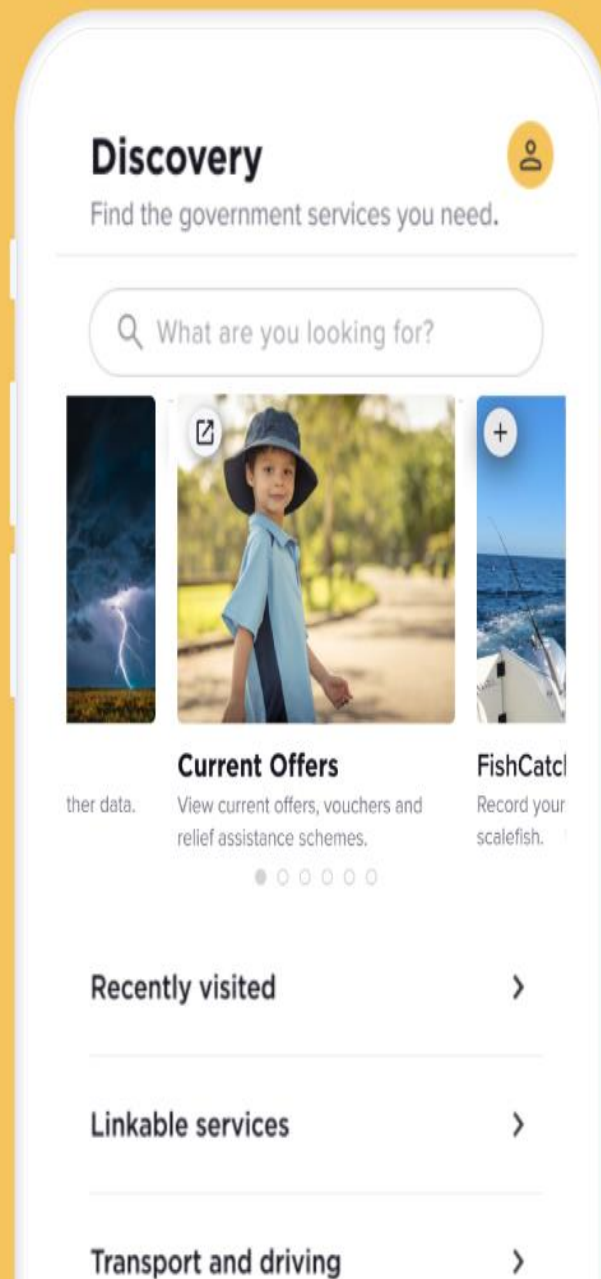 Discovery
Find the government services you need.
What are you looking for?
Current Offers
View current offers, vouchers and
relief assistance schemes.
ther data.
FishCatc
Record your
scalefish.
Recently visited
Linkable services
Transport and driving